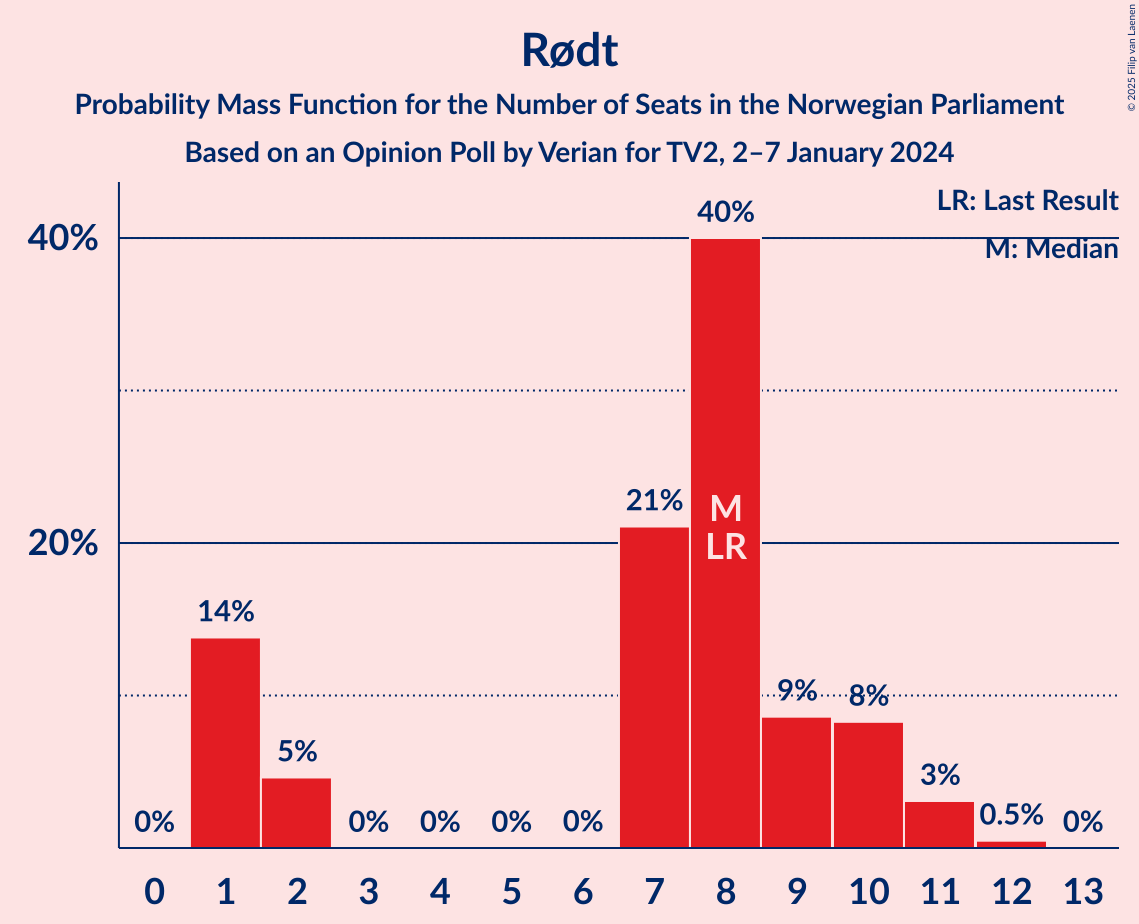 Rødt
Probability Mass Function for the Number of Seats in the Norwegian Parliament
Based on an Opinion Poll by Verian for TV2, 2–7 January 2024
© 2025 Filip van Laenen
LR: Last Result
M: Median
40%
20%
0%
14%
5%
0%
0%
0%
0%
21%
40%
M
LR
9%
8%
3%
0.5%
0%
0 1 2 3 4 5 6 7 8 9 10 11 12 13